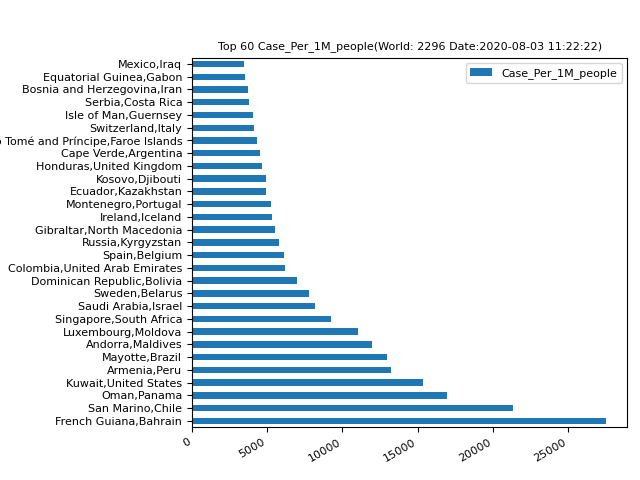 Top 60 Case_Per_1M_people(World: 2296 Date:2020-08-03 11:22:22)
Case_Per_1M_people
Mexico,Iraq
Equatorial Guinea,Gabon
Bosnia and Herzegovina,Iran
Serbia,Costa Rica
Isle of Man,Guernsey
Switzerland,Italy
Tomé and Príncipe,Faroe Islands
Cape Verde,Argentina
Honduras,United Kingdom
Kosovo,Djibouti
Ecuador,Kazakhstan
Montenegro,Portugal
Ireland,Iceland
Gibraltar,North Macedonia
Russia,Kyrgyzstan
Spain,Belgium
Colombia,United Arab Emirates
Dominican Republic,Bolivia
Sweden,Belarus
Saudi Arabia,Israel
Singapore,South Africa
Luxembourg,Moldova
Andorra,Maldives
Mayotte,Brazil
Armenia,Peru
Kuwait,United States
Oman,Panama
San Marino,Chile
French Guiana,Bahrain
0
5000
10000
15000
20000
25000